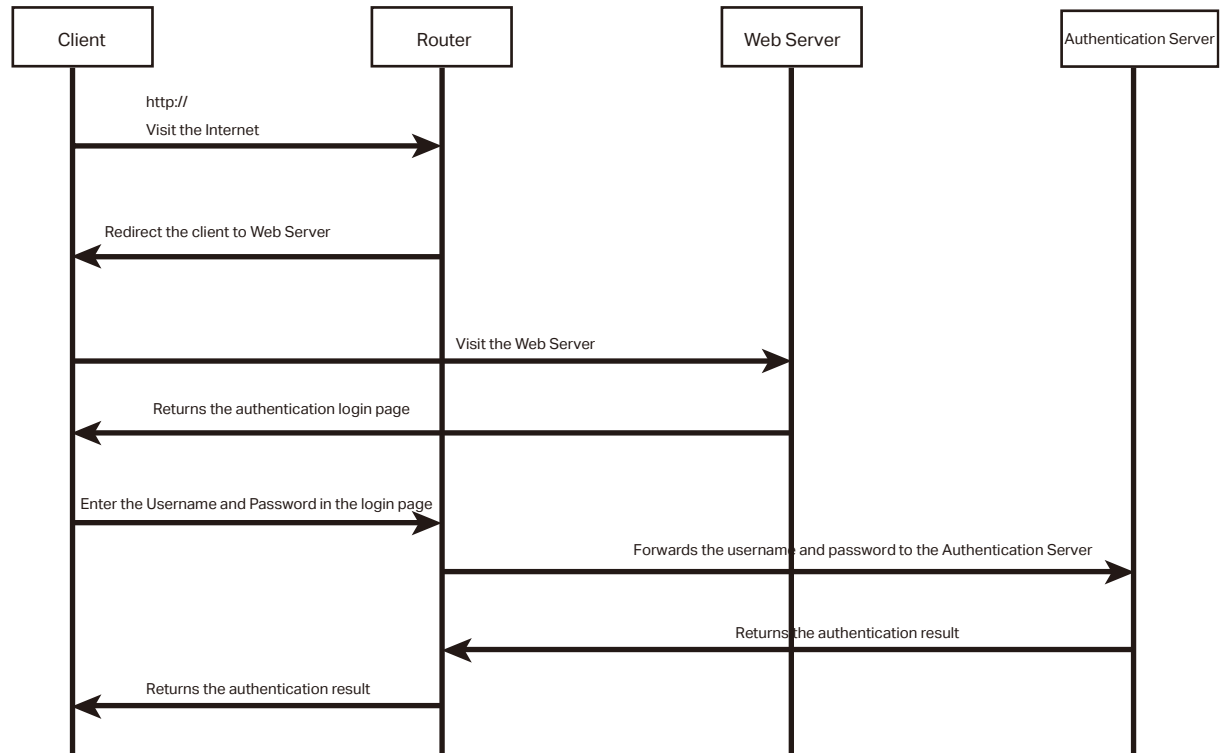 Client
Router
Web Server
Authentication Server
http://
Visit the Internet
Redirect the client to Web Server
Visit the Web Server
Returns the authentication login page
Enter the Username and Password in the login page
Forwards the username and password to the Authentication Server
Returns the authentication result
Returns the authentication result